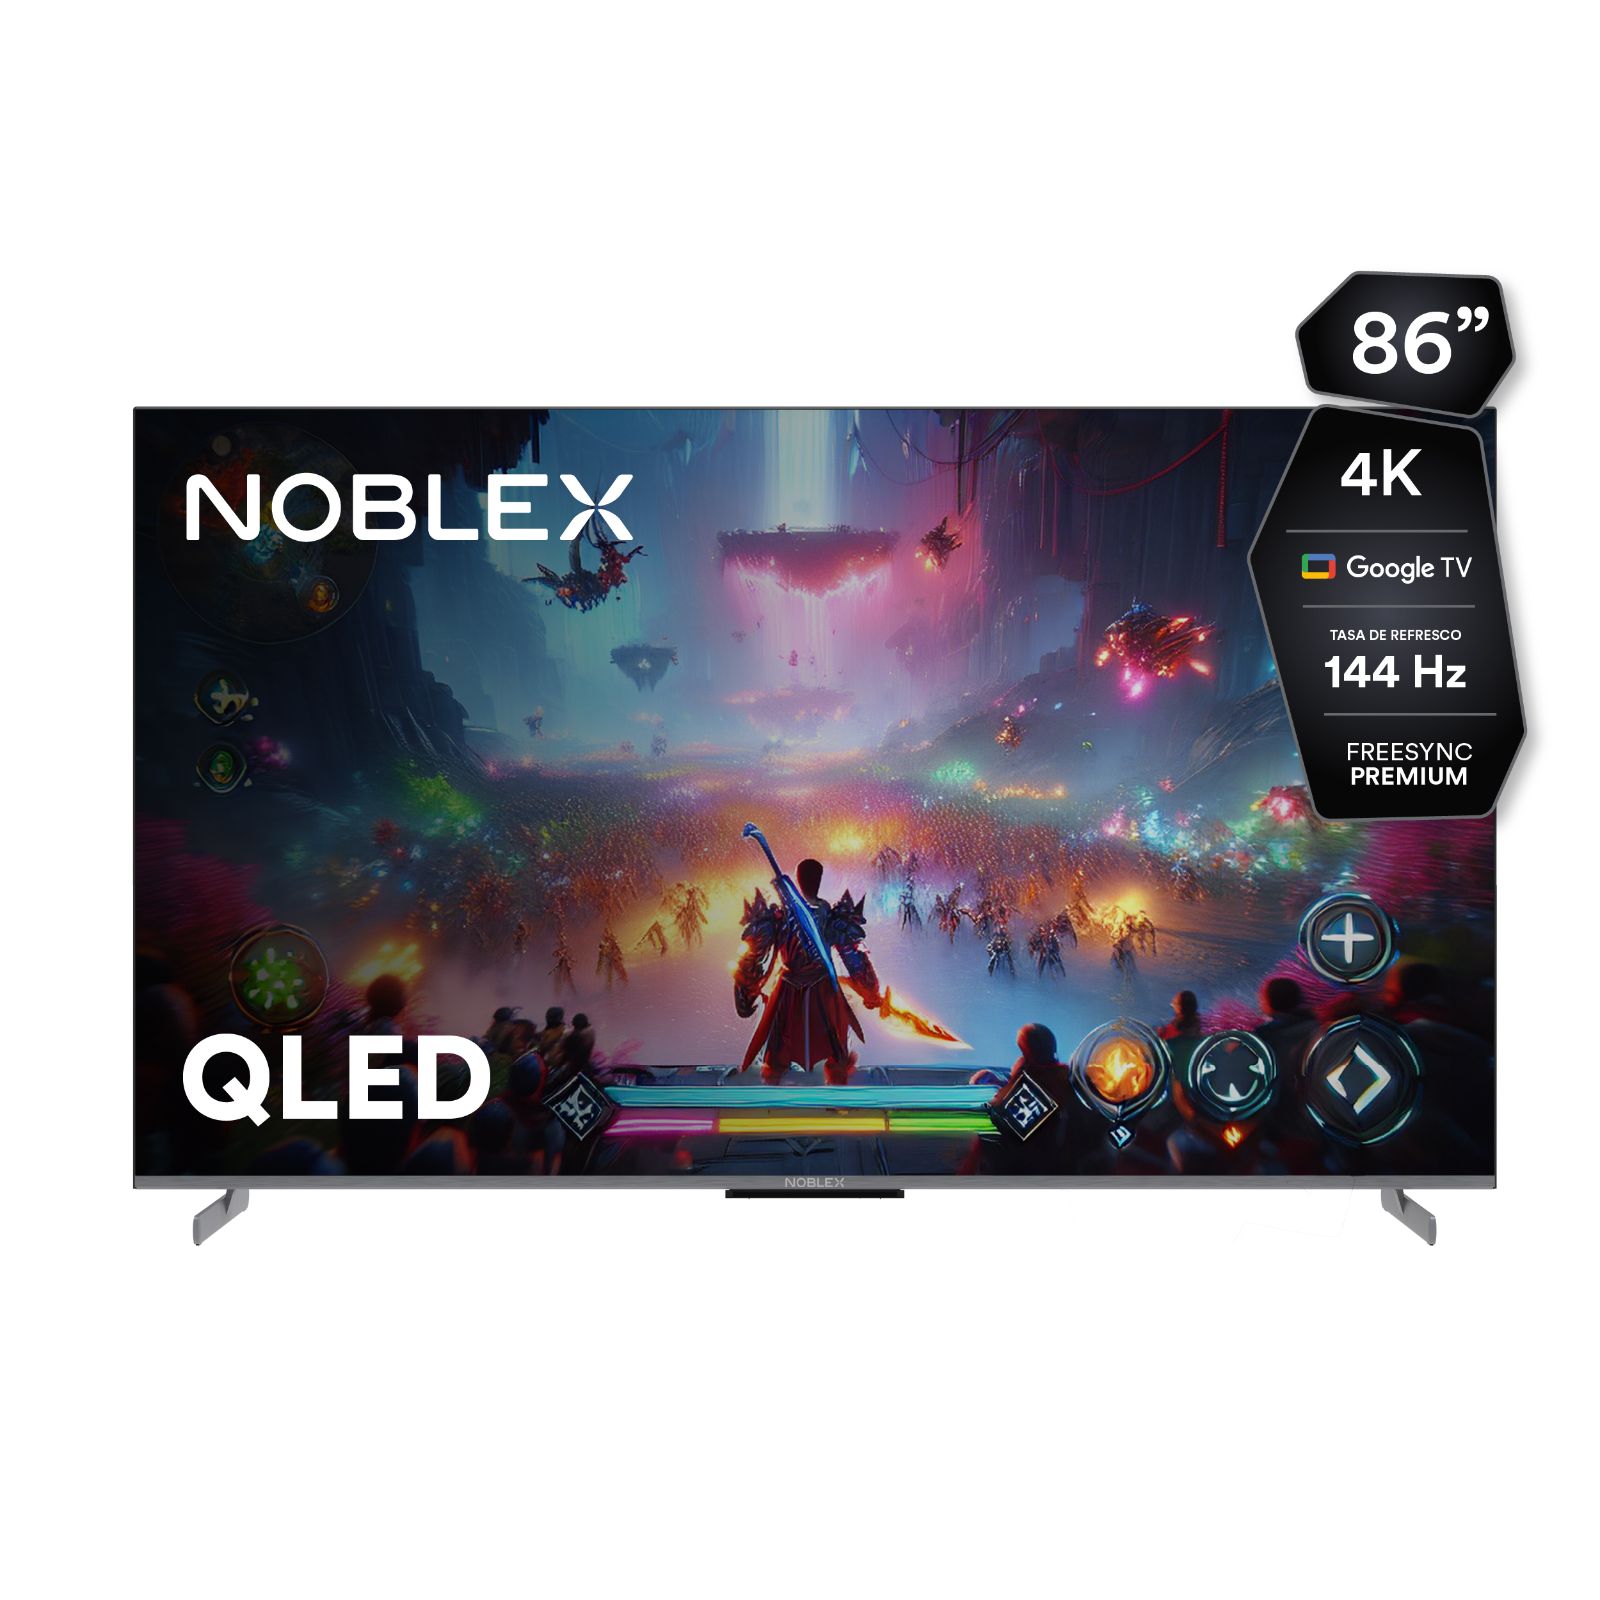 86”
NOBLEX
4K
Google TV
TASA DE REFRESCO
144 Hz
FREESYNC
PREMIUM
QLED
NOBLEX